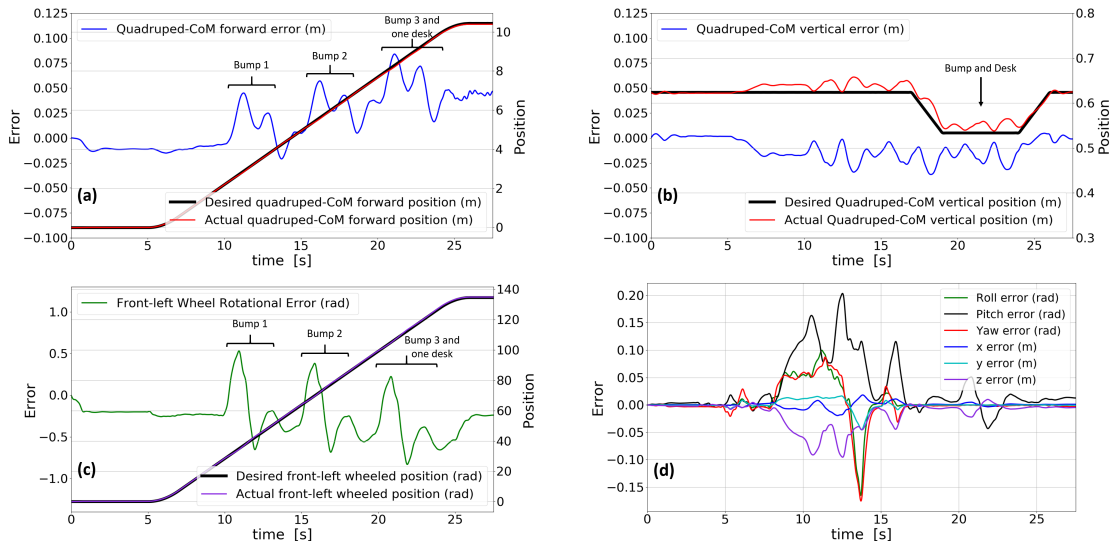 0.125
0.100
0.075
0.050
0.025
0.000
−0.025
−0.050
−0.075
−0.100
Error
Quadruped-CoM forward error (m)
Bump 1
Bump 2
Bump 3 and
one desk
(a)
Desired quadruped-CoM forward position (m)
Actual quadruped-CoM forward position (m)
10
8
6
4
2
0
Position
0
5
10
15
20
25
time [s]
0.125
0.100
0.075
0.050
0.025
0.000
−0.025
−0.050
−0.075
−0.100
Error
Quadruped-CoM vertical error (m)
Bump and Desk
(b)
Desired Quadruped-CoM vertical position (m)
Actual Quadruped-CoM vertical position (m)
0.8
0.7
0.6
0.5
0.4
0.3
Position
0
5
10
15
20
25
time [s]
1.0
0.5
0.0
−0.5
−1.0
Error
Front-left Wheel Rotational Error (rad)
Bump 1
Bump 2
Bump 3 and
one desk
(c)
Desired front-left wheeled position (rad)
Actual front-left wheeled position (rad)
140
120
100
80
60
40
20
0
Position
0
5
10
15
20
25
time [s]
0.20
0.15
0.10
0.05
0.00
−0.05
−0.10
−0.15
Error
Roll error (rad)
Pitch error (rad)
Yaw error (rad)
x error (m)
y error (m)
z error (m)
(d)
0
5
10
15
20
25
time [s]